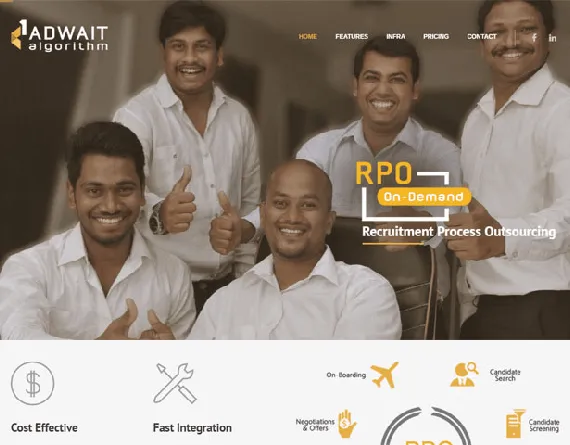 ADWAIT
algorithm
HOME FEATURES INFRA PRICING CONTACT
f in
RPO
On-Demand
Recruitment Process Outsourcing
$
On-Boarding
Candidate
Search
Cost Effective
Fast Integration
Negotiations
& Offers
Candidate
Screening
RPO